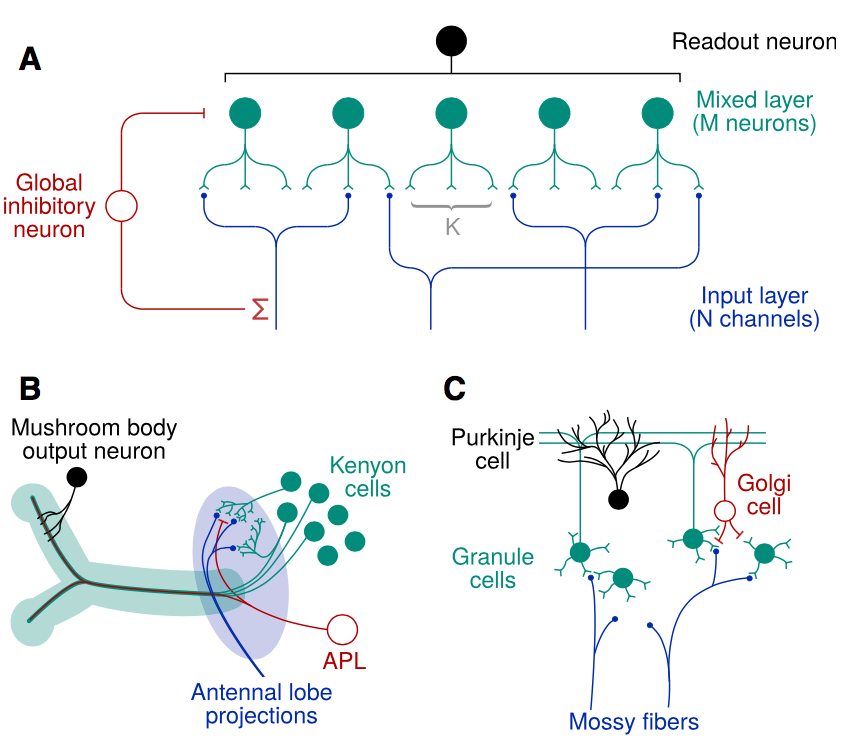 A
Readout neuron
Mixed layer
(M neurons)
Global
inhibitory
neuron
K
Σ
Input layer
(N channels)
B
Mushroom body
output neuron
Kenyon
cells
APL
Antennal lobe
projections
C
Purkinje
cell
Golgi
cell
Granule
cells
Mossy fibers